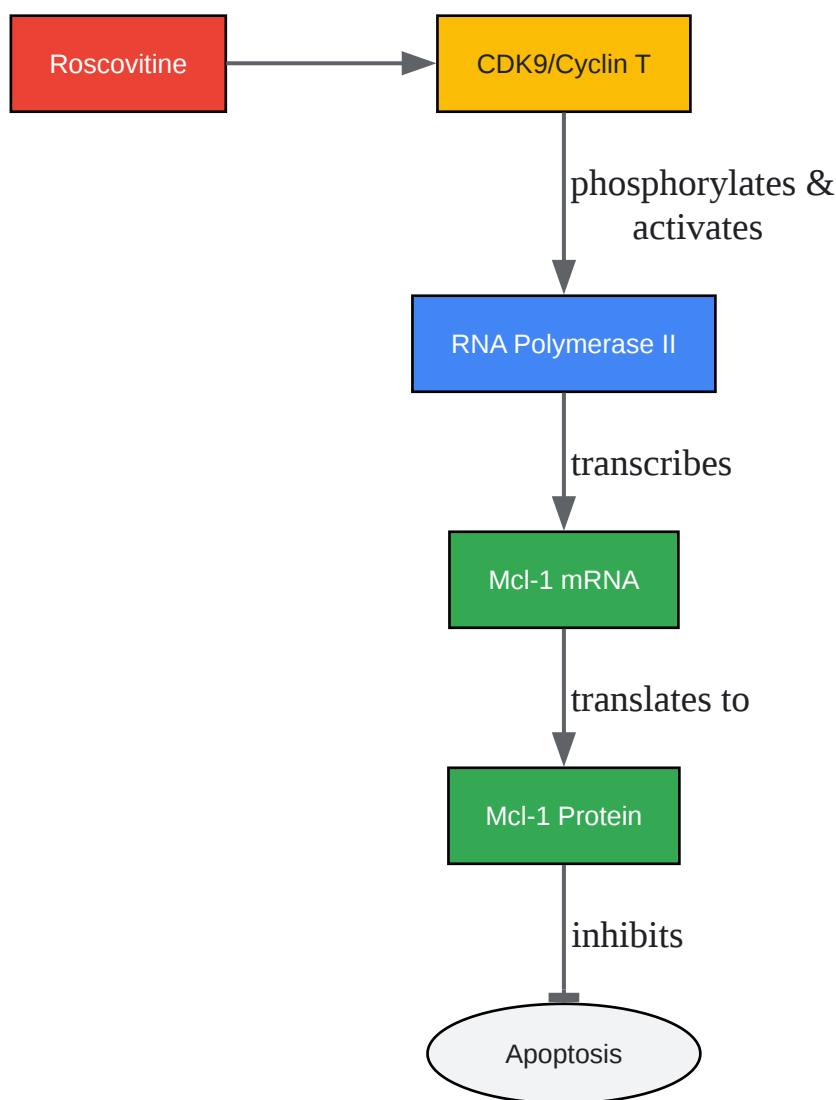 Roscovitine
CDK9/Cyclin T
phosphorylates &
activates
RNA Polymerase II
transcribes
Mcl-1 mRNA
translates to
Mcl-1 Protein
inhibits
Apoptosis